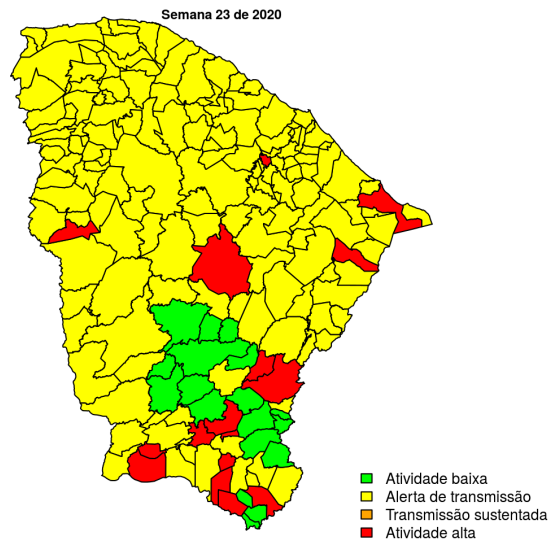 Semana 23 de 2020
Atividade baixa
Alerta de transmissão
Transmissão sustentada
Atividade alta